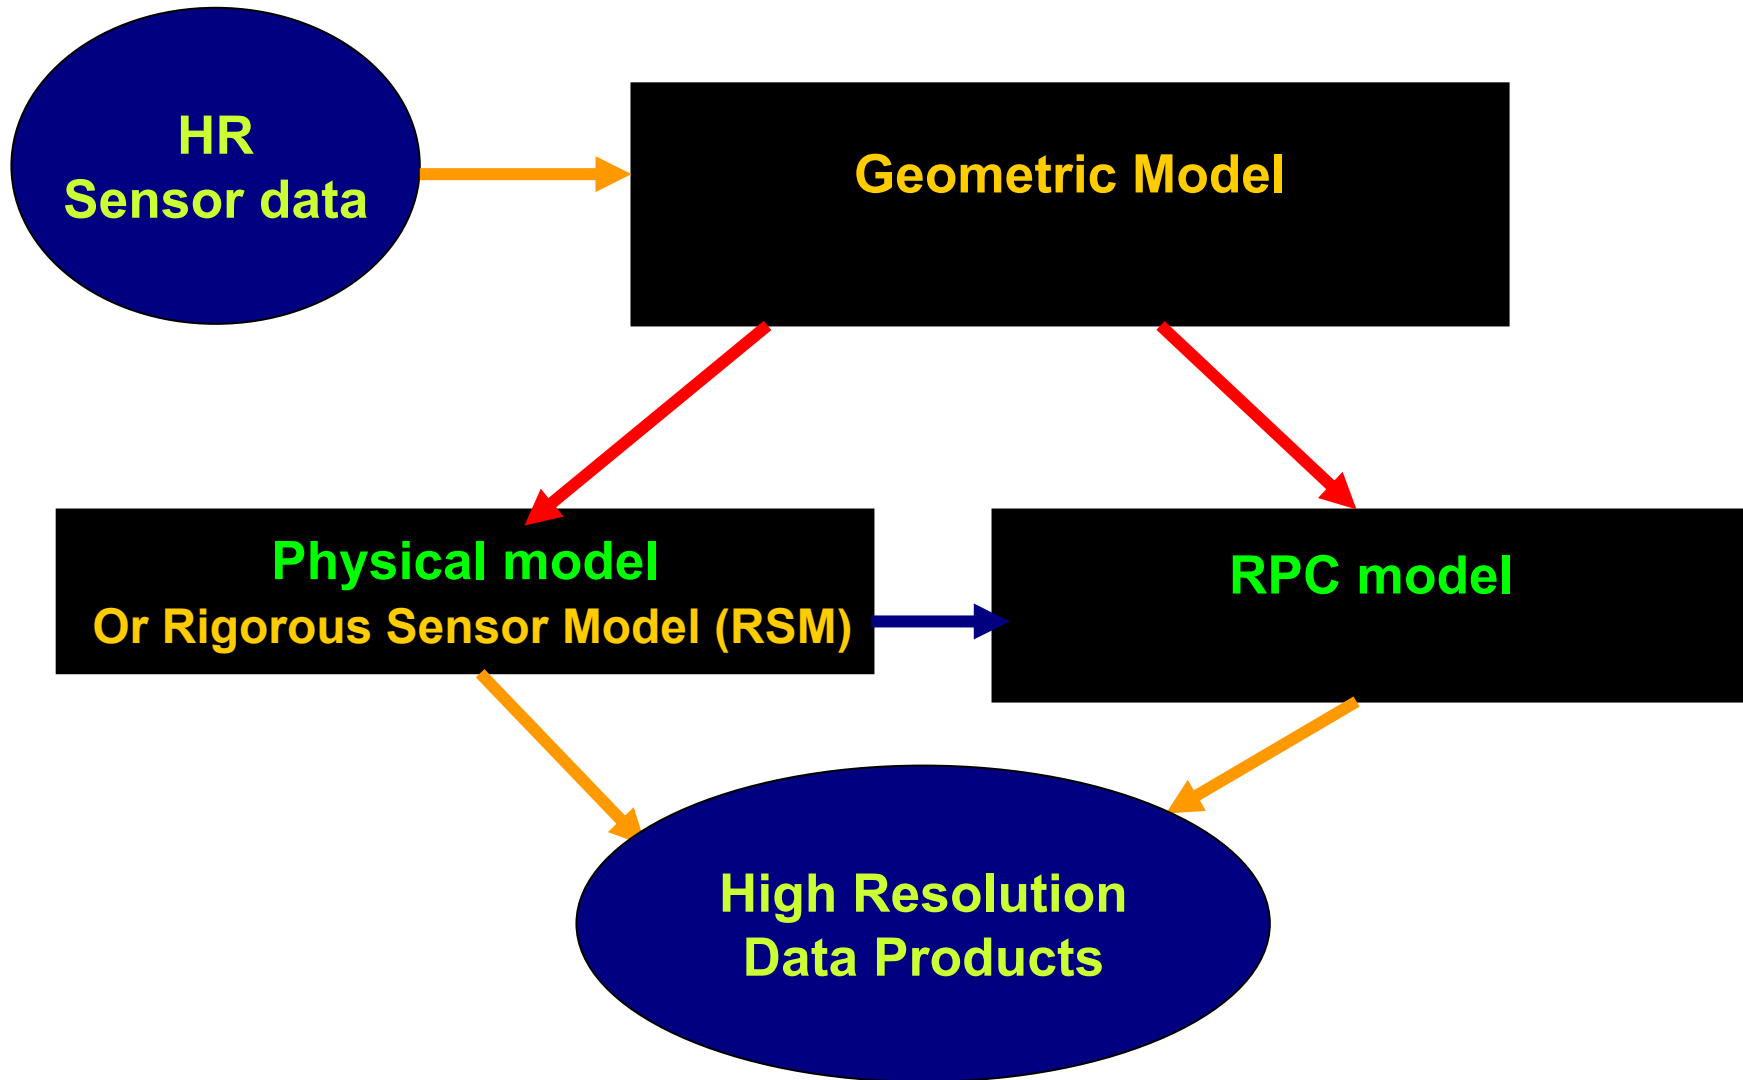 HR
Sensor data
Geometric Model
Physical model
Or Rigorous Sensor Model (RSM)
RPC model
High Resolution
Data Products